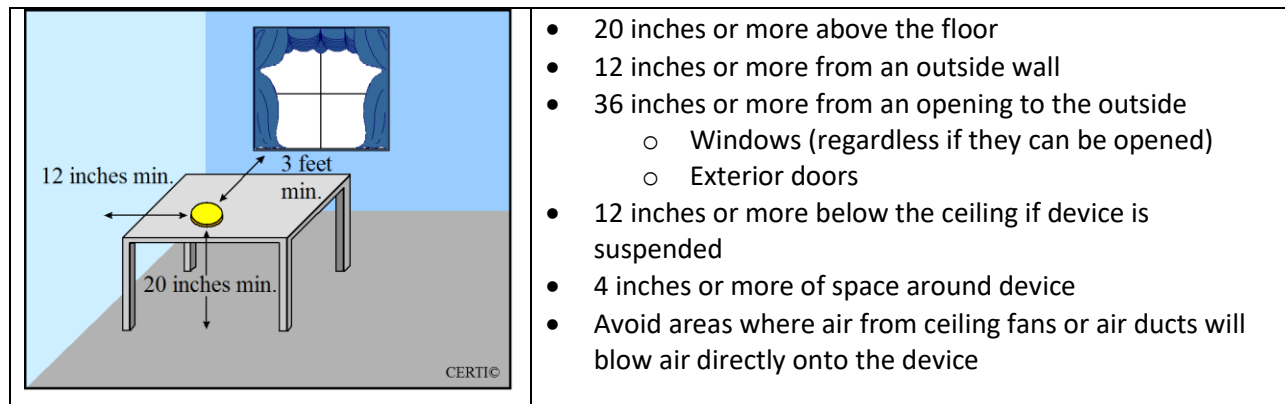 12 inches min.
3 feet
min.
20 inches min.
CERTI©
• 20 inches or more above the floor
• 12 inches or more from an outside wall
• 36 inches or more from an opening to the outside
o Windows (regardless if they can be opened)
o Exterior doors
• 12 inches or more below the ceiling if device is
suspended
• 4 inches or more of space around device
• Avoid areas where air from ceiling fans or air ducts will
blow air directly onto the device